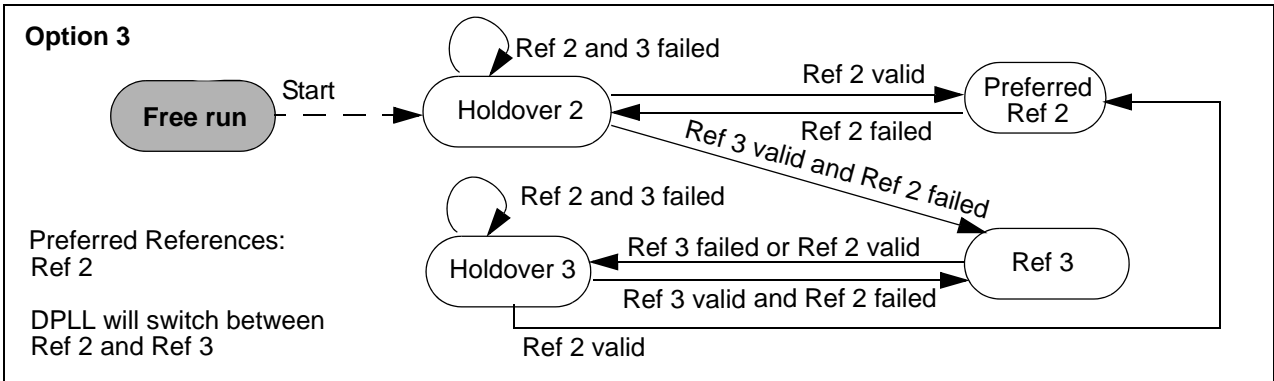 Option 3
Ref 2 and 3 failed
Start
Free run
Holdover 2
Ref 2 valid
Preferred
Ref 2
Ref 2 failed
Ref 3 valid and Ref 2 failed
Ref 2 and 3 failed
Preferred References:
Ref 2
Holdover 3
Ref 3 failed or Ref 2 valid
Ref 3
Ref 3 valid and Ref 2 failed
DPLL will switch between
Ref 2 and Ref 3
Ref 2 valid